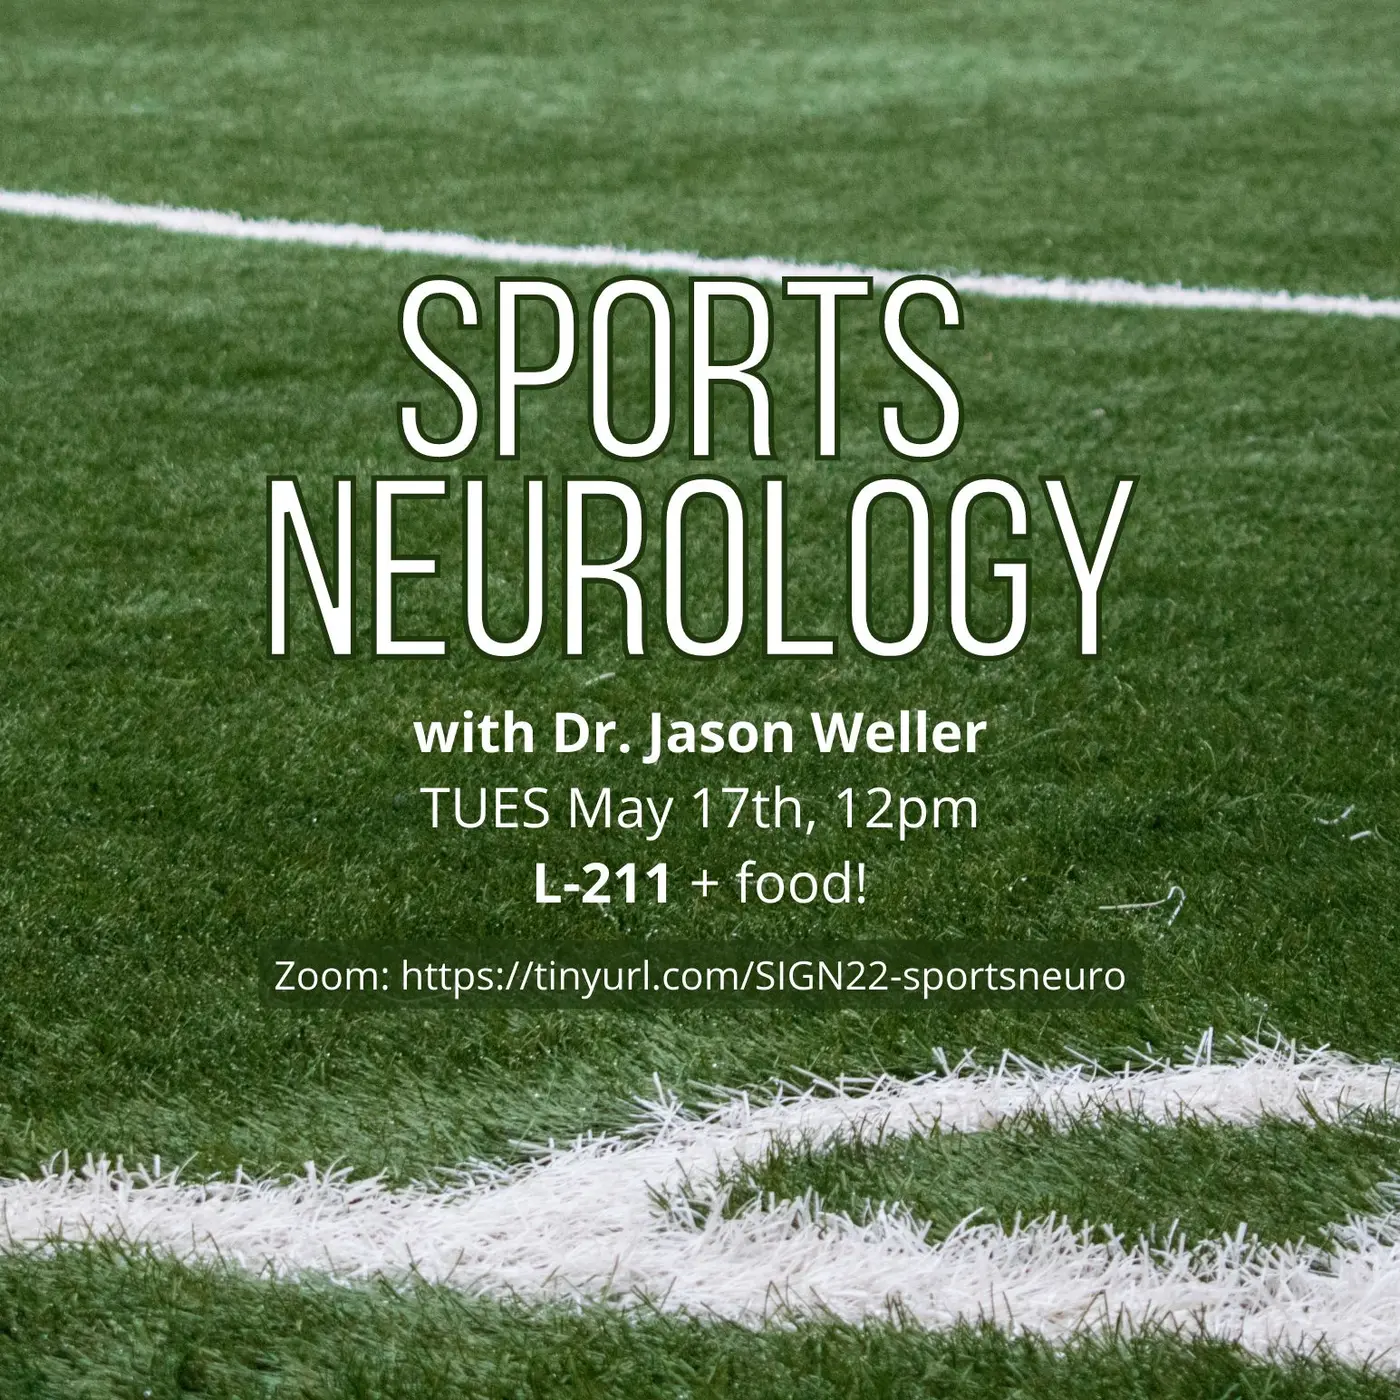 SPORTS
NEUROLOGY
with Dr. Jason Weller
TUES May 17th, 12pm
L-211 + food!
Zoom: https://tinyurl.com/SIGN22-sportsneuro